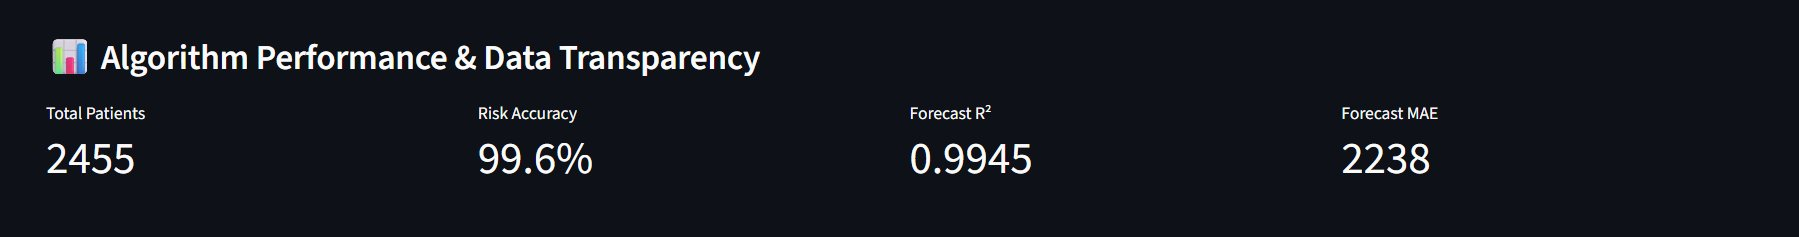 Algorithm Performance & Data Transparency
Total Patients
2455
Risk Accuracy
99.6%
Forecast R²
0.9945
Forecast MAE
2238